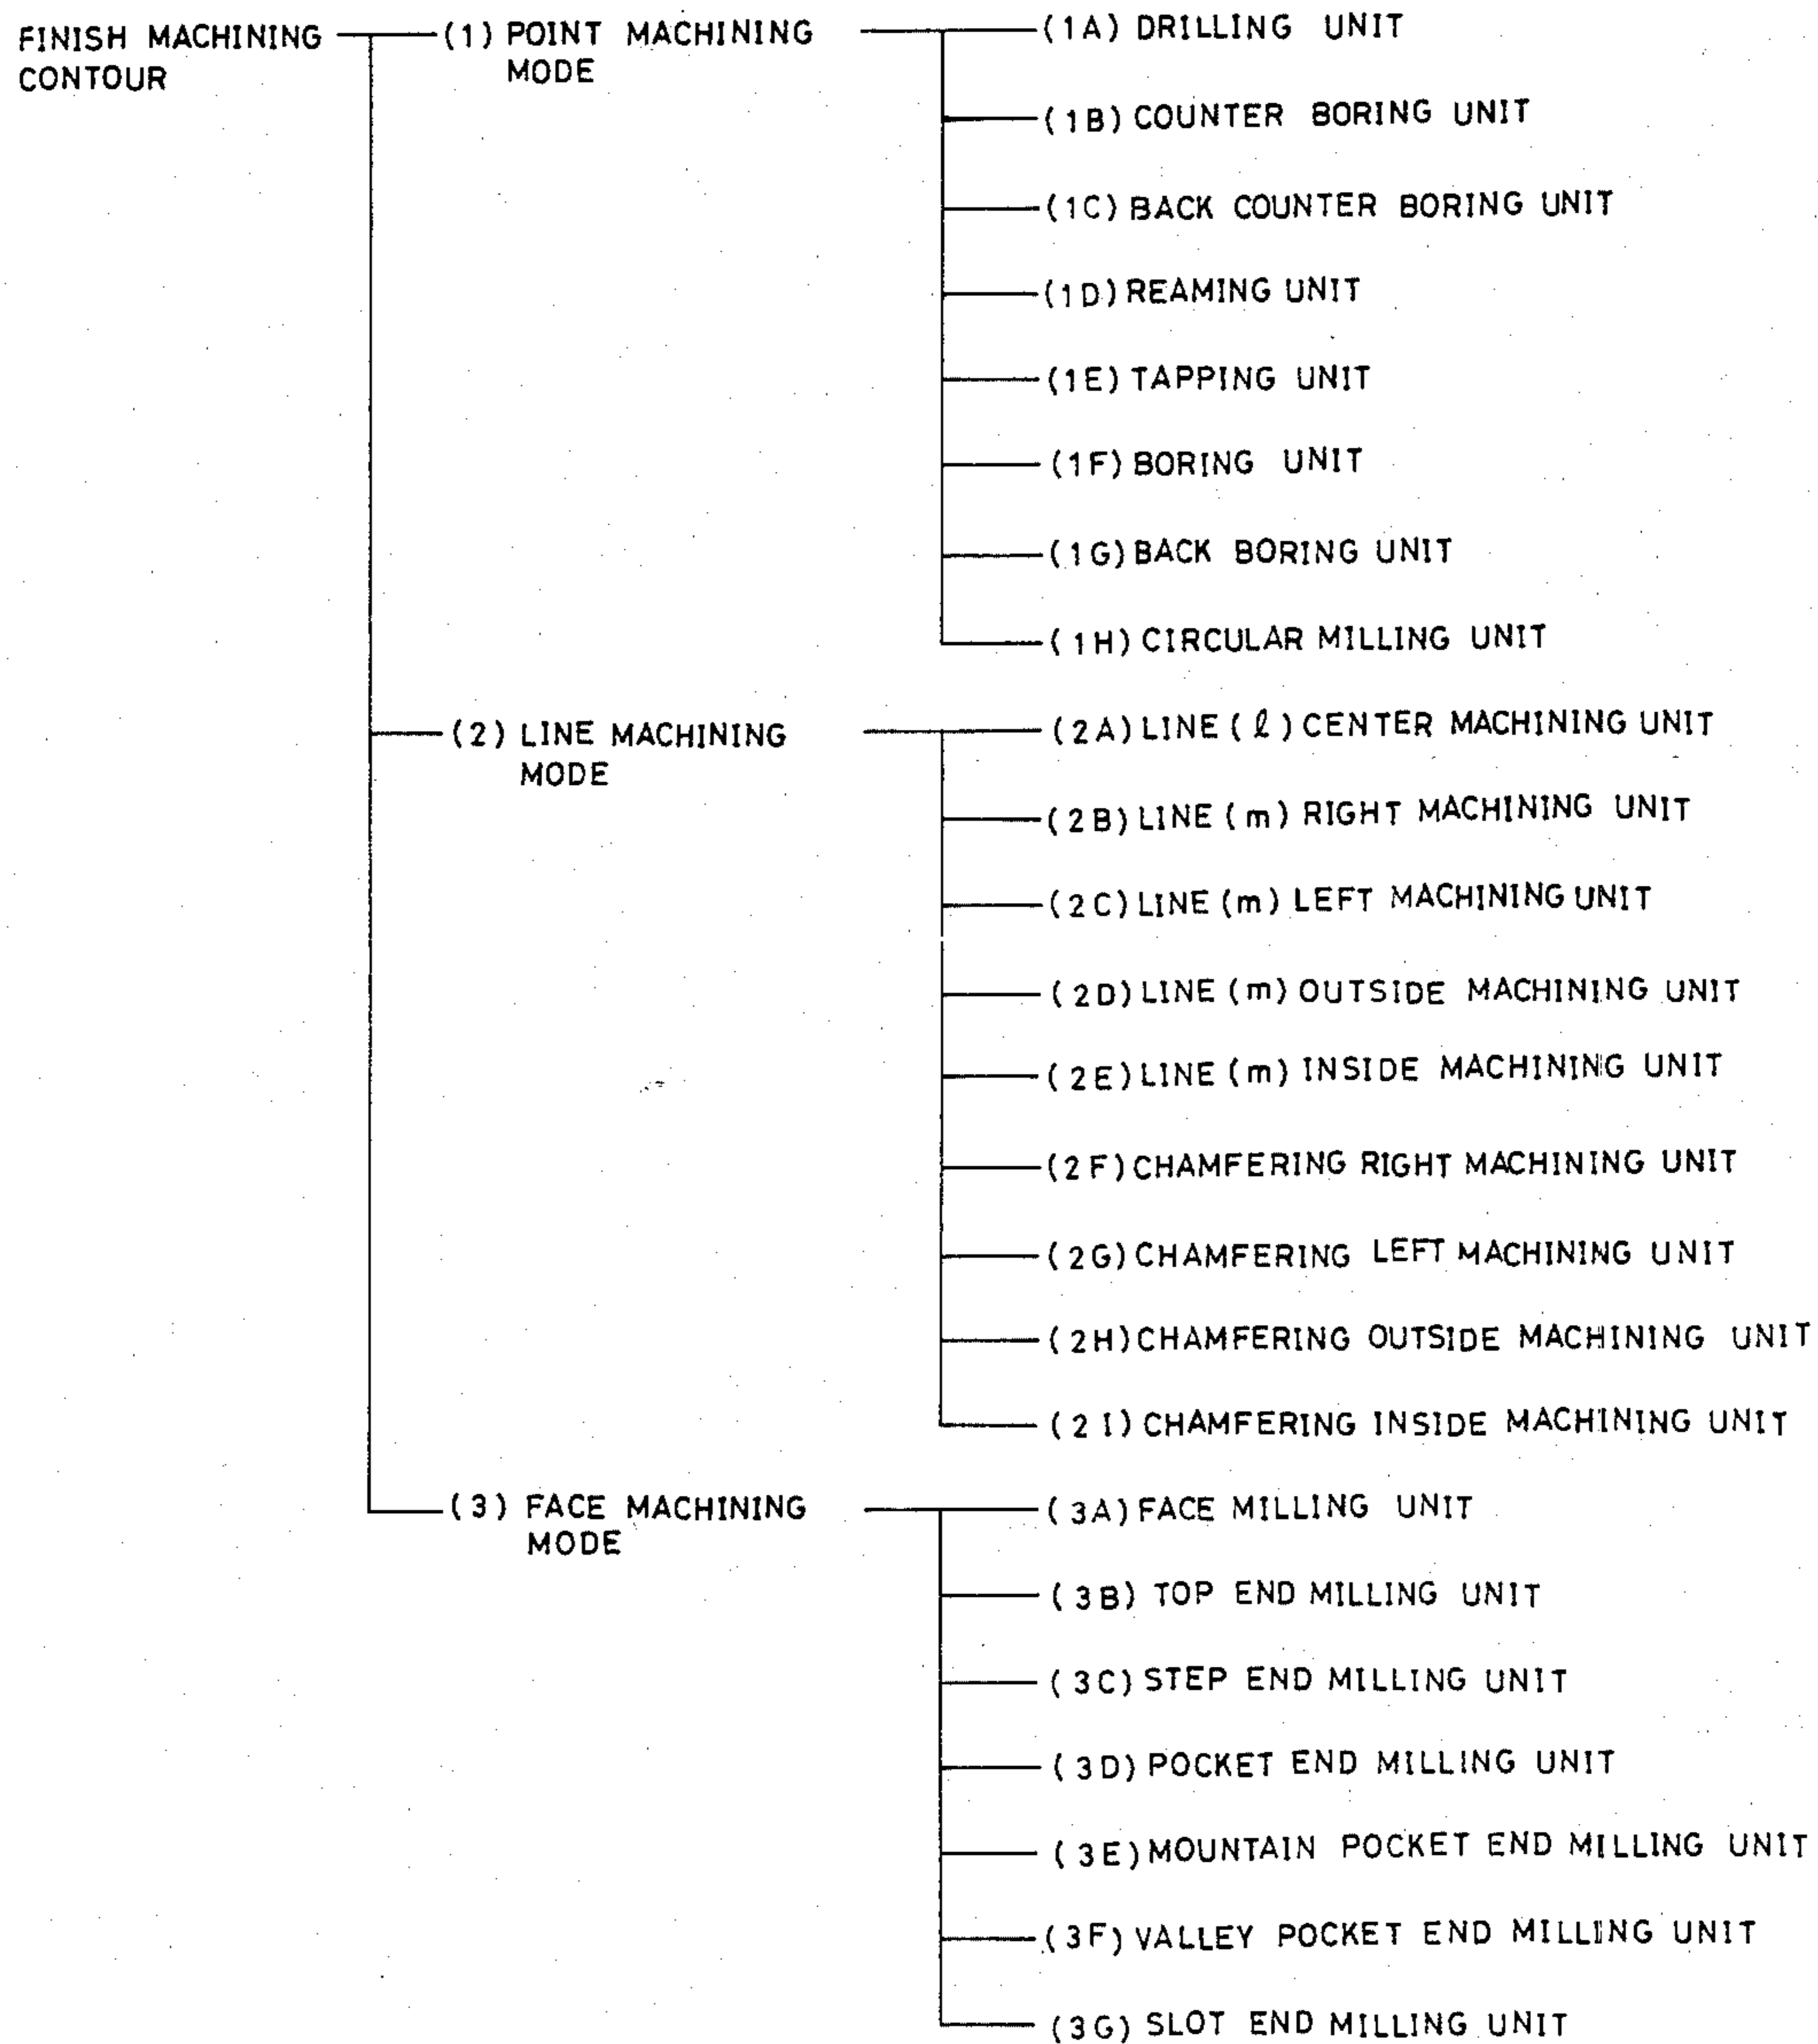 FINISH MACHINING
CONTOUR
(1) POINT MACHINING
MODE
(1A) DRILLING UNIT
(1B) COUNTER BORING UNIT
(1C) BACK COUNTER BORING UNIT
(1D) REAMING UNIT
(1E) TAPPING UNIT
(1F) BORING UNIT
(1G) BACK BORING UNIT
(1H) CIRCULAR MILLING UNIT
(2) LINE MACHINING
MODE
(2A) LINE (ℓ) CENTER MACHINING UNIT
(2B) LINE (m) RIGHT MACHINING UNIT
(2C) LINE (m) LEFT MACHINING UNIT
(2D) LINE (m) OUTSIDE MACHINING UNIT
(2E) LINE (m) INSIDE MACHINING UNIT
(2F) CHAMFERING RIGHT MACHINING UNIT
(2G) CHAMFERING LEFT MACHINING UNIT
(2H) CHAMFERING OUTSIDE MACHINING UNIT
(2I) CHAMFERING INSIDE MACHINING UNIT
(3) FACE MACHINING
MODE
(3A) FACE MILLING UNIT
(3B) TOP END MILLING UNIT
(3C) STEP END MILLING UNIT
(3D) POCKET END MILLING UNIT
(3E) MOUNTAIN POCKET END MILLING UNIT
(3F) VALLEY POCKET END MILLING UNIT
(3G) SLOT END MILLING UNIT